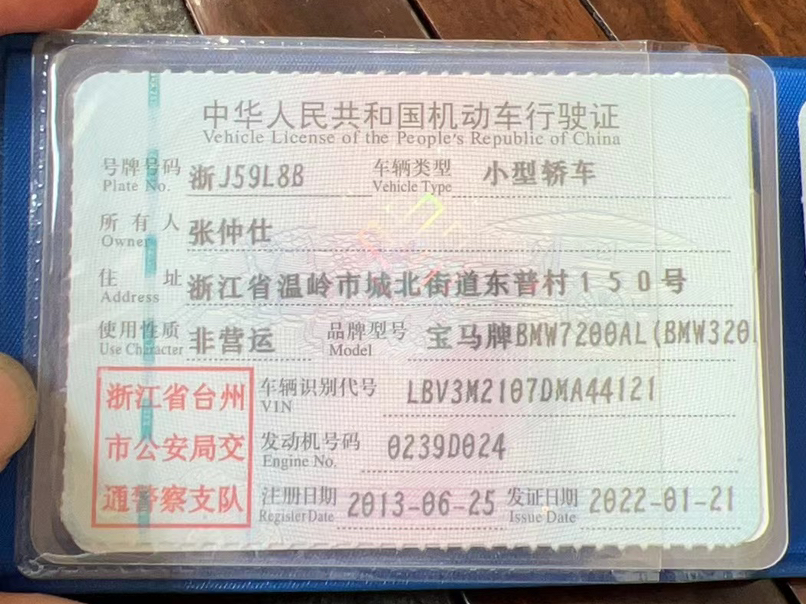 中华人民共和国机动车行驶证
Vehicle License of the People's Republic of China
号牌号码 浙J59L8B 车辆类型 小型轿车
Plate No. Vehicle Type
所有人 张仲仕
Owner
住址 浙江省温岭市城北街道东普村150号
Address
使用性质 非营运 品牌型号 宝马牌BMW7200AL(BMW320
Use Character Model
浙江省台州
市公安局交
通警察支队
车辆识别代号 LBV3M2107DMA44121
VIN
发动机号码 0239D024
Engine No.
注册日期 2013-06-25 发证日期 2022-01-21
Register Date Issue Date